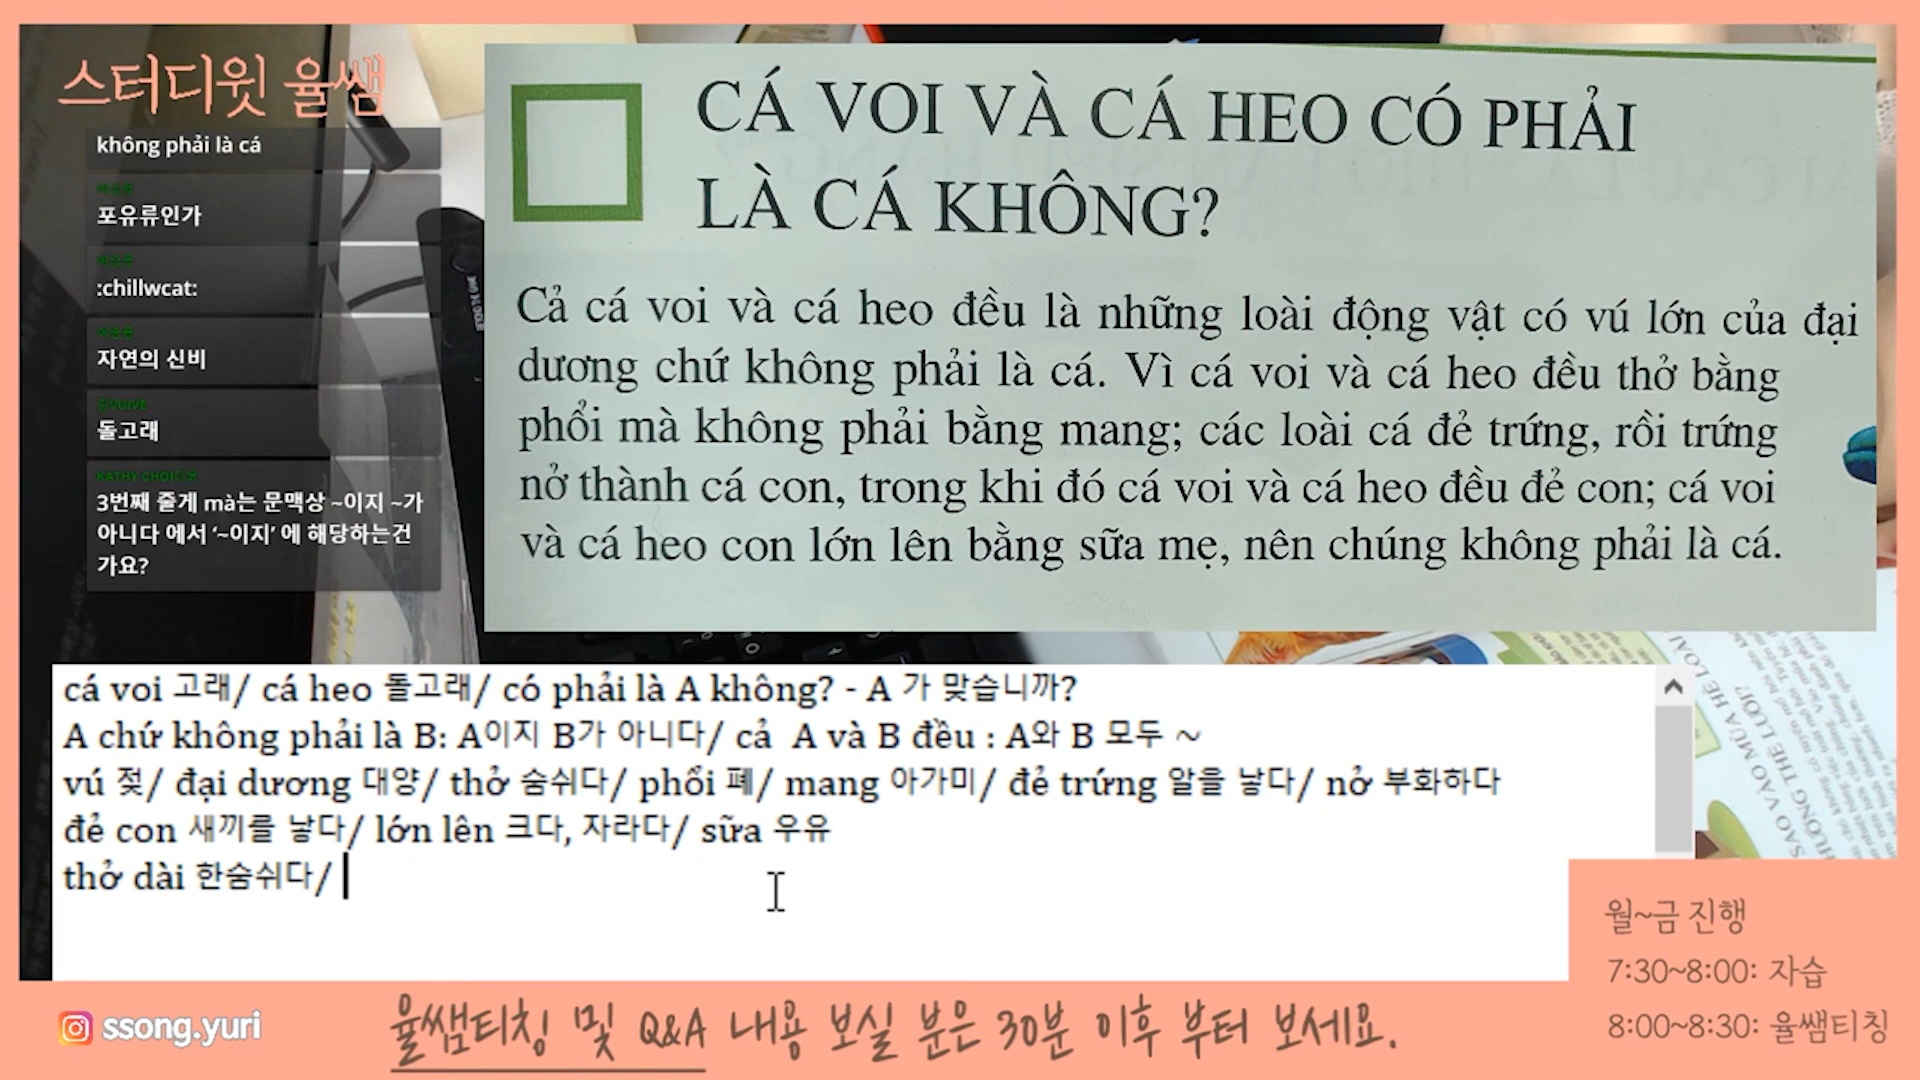 스터디윗 율쌤
không phải là cá
포유류인가
:chillwcat:
자연의 신비
돌고래
KATHY CHOI
3번째 줄게 mà는 문맥상 ~이지 ~가
아니다 에서 '~이지' 에 해당하는건
가요?
CÁ VOI VÀ CÁ HEO CÓ PHẢI
LÀ CÁ KHÔNG?
Cả cá voi và cá heo đều là những loài động vật có vú lớn của đại
dương chứ không phải là cá. Vì cá voi và cá heo đều thở bằng
phổi mà không phải bằng mang; các loài cá đẻ trứng, rồi trứng
nở thành cá con, trong khi đó cá voi và cá heo đều đẻ con; cá voi
và cá heo con lớn lên bằng sữa mẹ, nên chúng không phải là cá.
cá voi 고래/ cá heo 돌고래/ có phải là A không? - A 가 맞습니까?
A chứ không phải là B: A이지 B가 아니다/ cả A và B đều : A와 B 모두 ~
vú 젖/ đại dương 대양/ thở 숨쉬다/ phổi 폐/ mang 아가미/ đẻ trứng 알을 낳다/ nở 부화하다
đẻ con 새끼를 낳다/ lớn lên 크다, 자라다/ sữa 우유
thở dài 한숨쉬다/
월~금 진행
7:30~8:00: 자습
8:00~8:30: 율쌤티칭
ssong.yuri
율쌤티칭 및 Q&A 내용 보실 분은 30분 이후 부터 보세요.